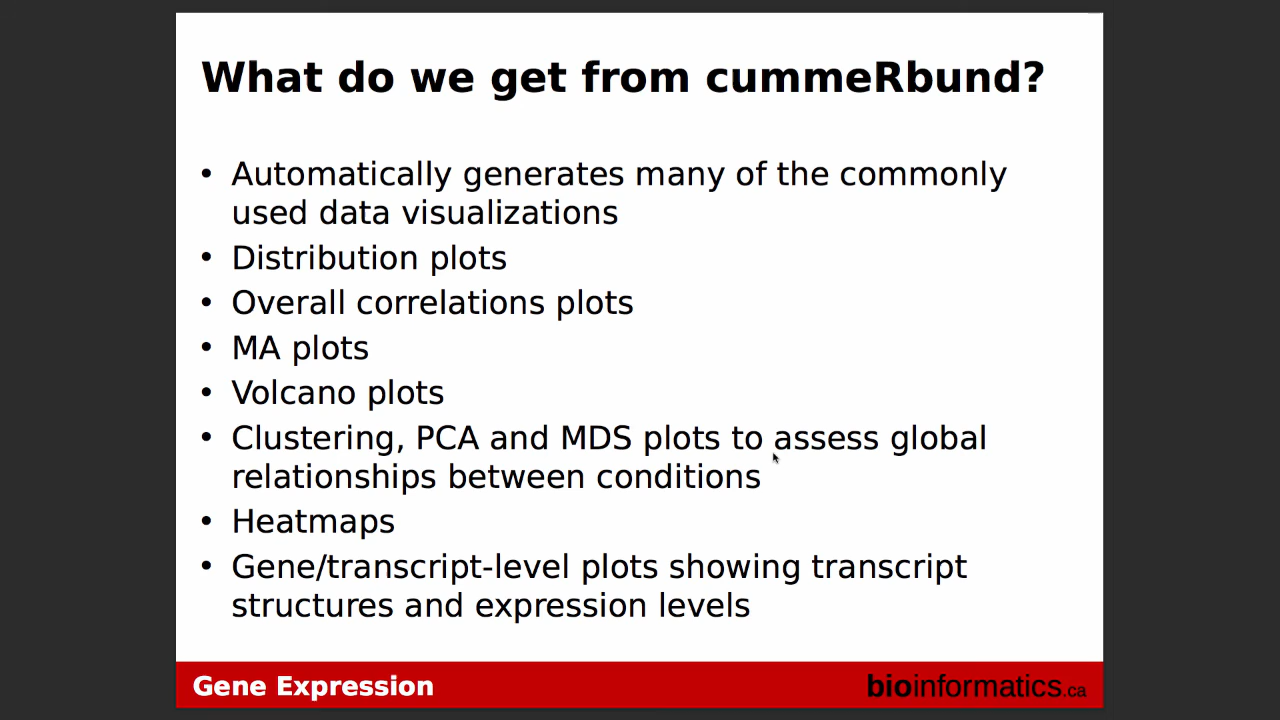 What do we get from cummeRbund?
• Automatically generates many of the commonly
used data visualizations
• Distribution plots
• Overall correlations plots
• MA plots
• Volcano plots
• Clustering, PCA and MDS plots to assess global
relationships between conditions
• Heatmaps
• Gene/transcript-level plots showing transcript
structures and expression levels
Gene Expression
bioinformatics.ca